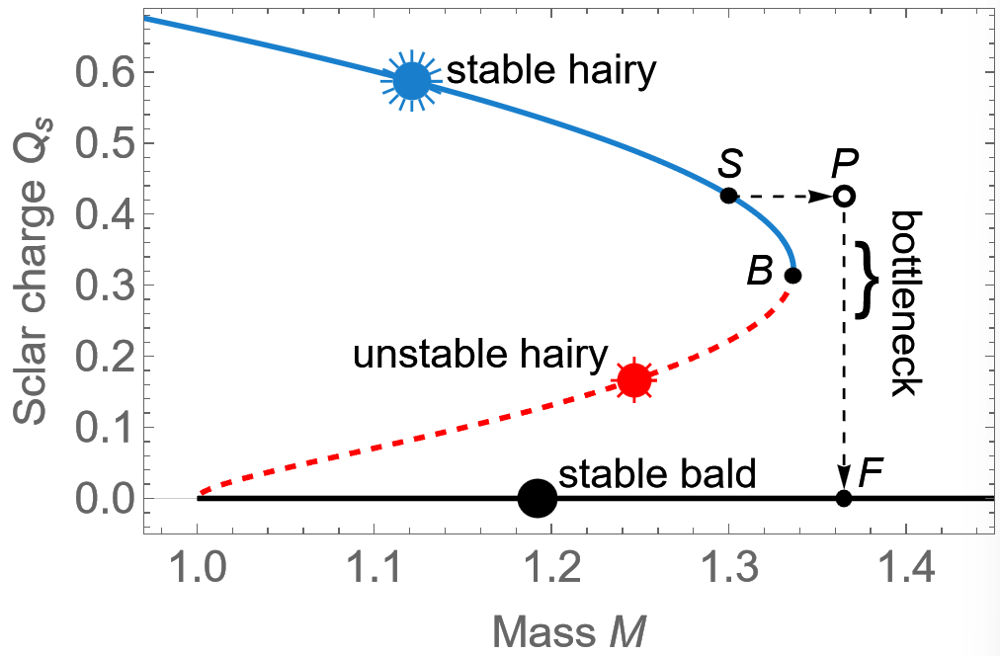 stable hairy
S
P
B
bottleneck
}
unstable hairy
stable bald
F
Sclar charge Qₛ
0.6
0.5
0.4
0.3
0.2
0.1
0.0
1.0 1.1 1.2 1.3 1.4
Mass M